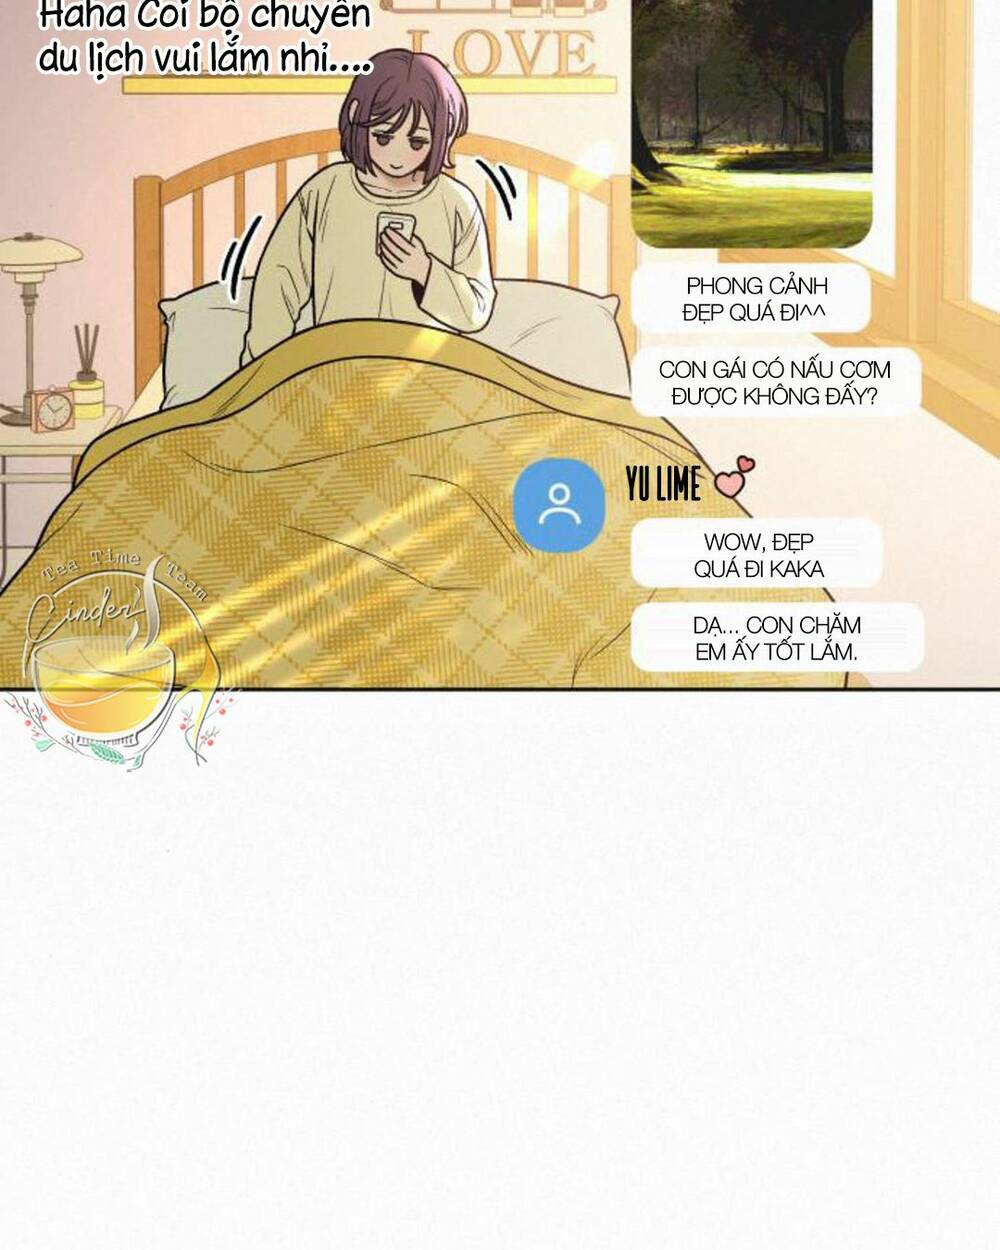 Haha Coi bộ chuyến
du lịch vui lắm nhỉ....
LOVE
PHONG CẢNH
ĐẸP QUÁ ĐI^^
CON GÁI CÓ NẤU CƠM
ĐƯỢC KHÔNG ĐẤY?
YU LIME
WOW, ĐẸP
QUÁ ĐI KAKA
DẠ... CON CHĂM
EM ẤY TỐT LẮM.
Tea Time Team
Cinder